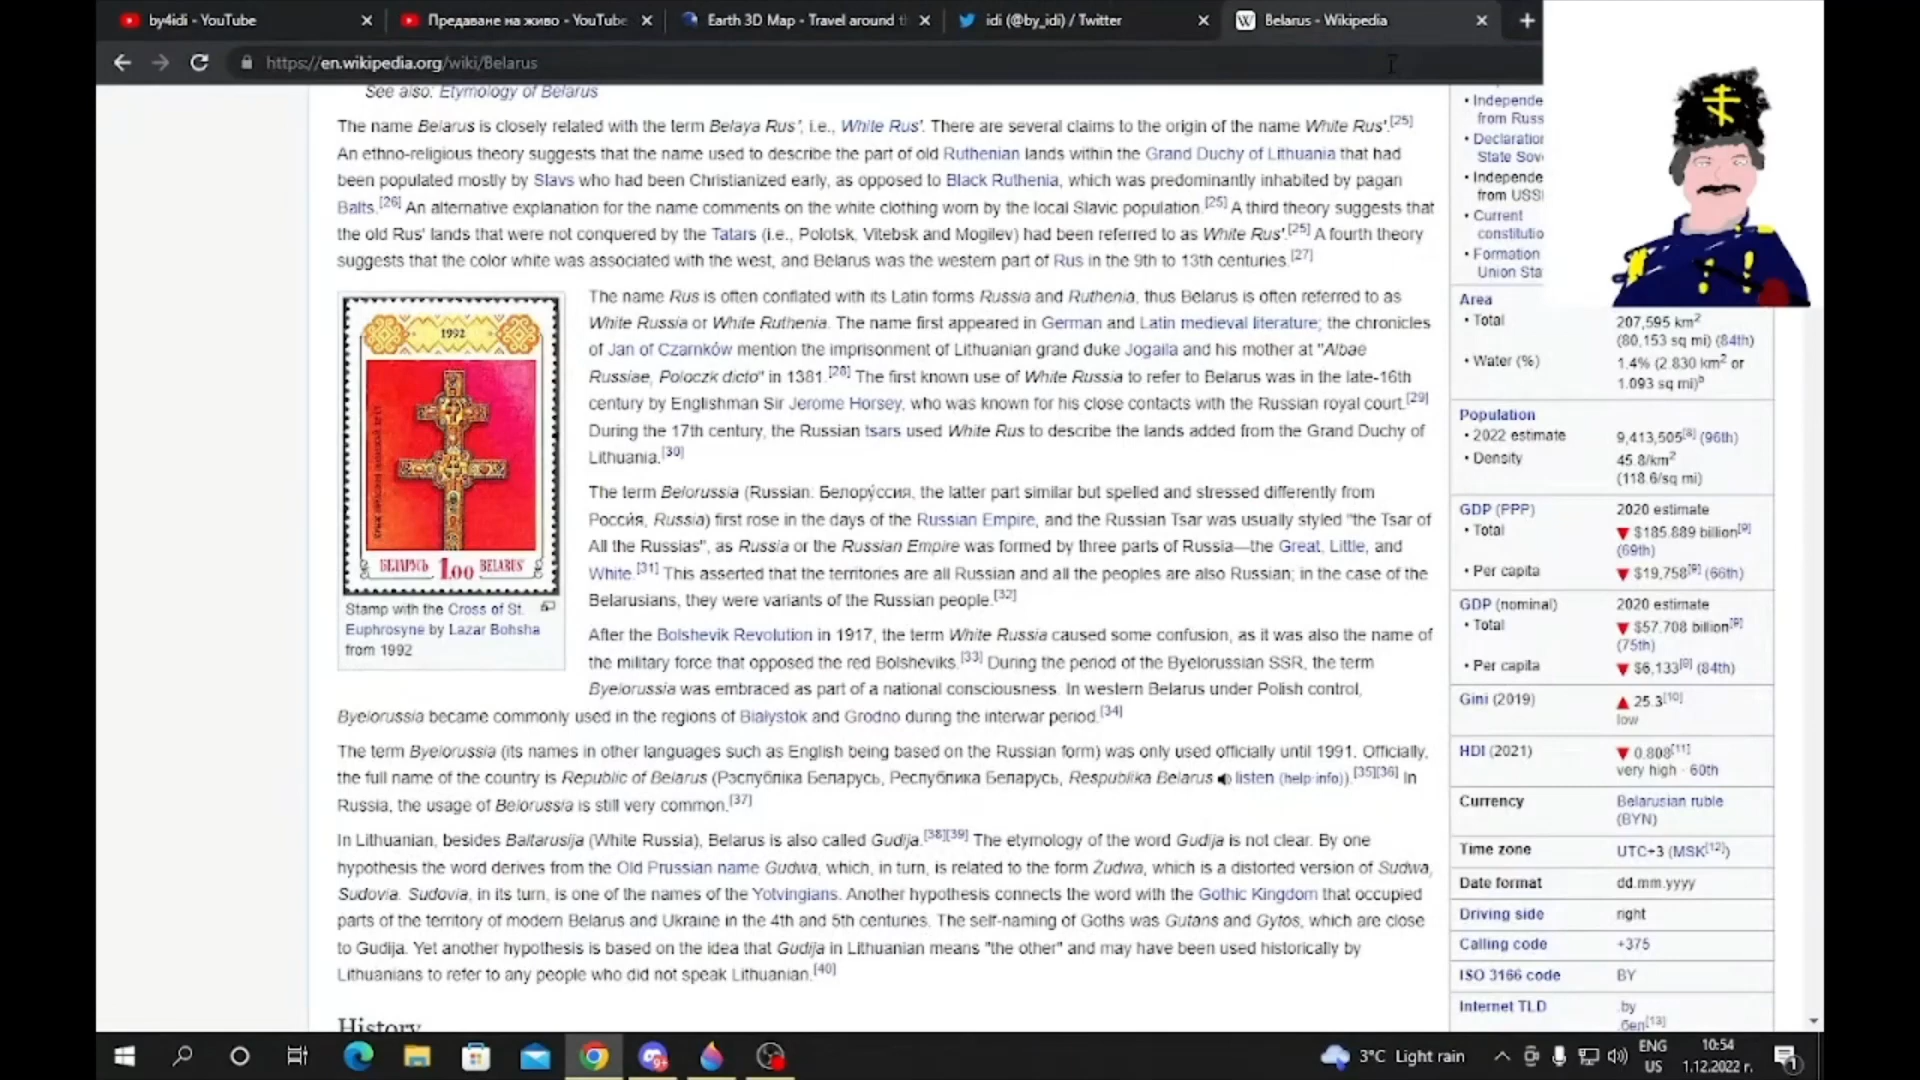 by4idi - YouTube
Предаване на живо - YouTube
Earth 3D Map - Travel around t
idi (@by_idi) / Twitter
Belarus - Wikipedia
https://en.wikipedia.org/wiki/Belarus
See also: Etymology of Belarus
The name Belarus is closely related with the term Belaya Rus', i.e., White Rus'. There are several claims to the origin of the name White Rus'.[25]
An ethno-religious theory suggests that the name used to describe the part of old Ruthenian lands within the Grand Duchy of Lithuania that had
been populated mostly by Slavs who had been Christianized early, as opposed to Black Ruthenia, which was predominantly inhabited by pagan
Balts.[26] An alternative explanation for the name comments on the white clothing worn by the local Slavic population.[25] A third theory suggests that
the old Rus' lands that were not conquered by the Tatars (i.e., Polotsk, Vitebsk and Mogilev) had been referred to as White Rus'.[25] A fourth theory
suggests that the color white was associated with the west, and Belarus was the western part of Rus in the 9th to 13th centuries.[27]
1992
БЕЛАРУСЬ 1.00 BELARUS'
Stamp with the Cross of St.
Euphrosyne by Lazar Bohsha
from 1992
The name Rus is often conflated with its Latin forms Russia and Ruthenia, thus Belarus is often referred to as
White Russia or White Ruthenia. The name first appeared in German and Latin medieval literature; the chronicles
of Jan of Czarnków mention the imprisonment of Lithuanian grand duke Jogaila and his mother at "Albae
Russiae, Poloczk dicto" in 1381.[28] The first known use of White Russia to refer to Belarus was in the late-16th
century by Englishman Sir Jerome Horsey, who was known for his close contacts with the Russian royal court.[29]
During the 17th century, the Russian tsars used White Rus to describe the lands added from the Grand Duchy of
Lithuania.[30]
The term Belorussia (Russian: Белору́ссия, the latter part similar but spelled and stressed differently from
Росси́я, Russia) first rose in the days of the Russian Empire, and the Russian Tsar was usually styled "the Tsar of
All the Russias", as Russia or the Russian Empire was formed by three parts of Russia—the Great, Little, and
White.[31] This asserted that the territories are all Russian and all the peoples are also Russian; in the case of the
Belarusians, they were variants of the Russian people.[32]
After the Bolshevik Revolution in 1917, the term White Russia caused some confusion, as it was also the name of
the military force that opposed the red Bolsheviks.[33] During the period of the Byelorussian SSR, the term
Byelorussia was embraced as part of a national consciousness. In western Belarus under Polish control,
Byelorussia became commonly used in the regions of Białystok and Grodno during the interwar period.[34]
The term Byelorussia (its names in other languages such as English being based on the Russian form) was only used officially until 1991. Officially,
the full name of the country is Republic of Belarus (Рэспубліка Беларусь, Республика Беларусь, Respublika Belarus listen (help·info)).[35][36] In
Russia, the usage of Belorussia is still very common.[37]
In Lithuanian, besides Baltarusija (White Russia), Belarus is also called Gudija.[38][39] The etymology of the word Gudija is not clear. By one
hypothesis the word derives from the Old Prussian name Gudwa, which, in turn, is related to the form Żudwa, which is a distorted version of Sudwa,
Sudovia. Sudovia, in its turn, is one of the names of the Yotvingians. Another hypothesis connects the word with the Gothic Kingdom that occupied
parts of the territory of modern Belarus and Ukraine in the 4th and 5th centuries. The self-naming of Goths was Gutans and Gytos, which are close
to Gudija. Yet another hypothesis is based on the idea that Gudija in Lithuanian means "the other" and may have been used historically by
Lithuanians to refer to any people who did not speak Lithuanian.[40]
History
• Independe
from Russ
• Declaration
State Sov
• Independe
from USSR
• Current
constitutio
• Formation
Union Sta
Area
• Total 207,595 km2
(80,153 sq mi) (84th)
• Water (%) 1.4% (2.830 km2 or
1.093 sq mi)b
Population
• 2022 estimate 9,413,505[8] (96th)
• Density 45.8/km2
(118.6/sq mi)
GDP (PPP) 2020 estimate
• Total ▼ $185.889 billion[9]
(69th)
• Per capita ▼ $19,758[9] (66th)
GDP (nominal) 2020 estimate
• Total ▼ $57.708 billion[9]
(75th)
• Per capita ▼ $6,133[9] (84th)
Gini (2019) ▲ 25.3[10]
low
HDI (2021) ▼ 0.808[11]
very high · 60th
Currency Belarusian ruble
(BYN)
Time zone UTC+3 (MSK[12])
Date format dd.mm.yyyy
Driving side right
Calling code +375
ISO 3166 code BY
Internet TLD .by
.бел[13]
9+
3°C Light rain
ENG
US
10:54
1.12.2022 г.
1